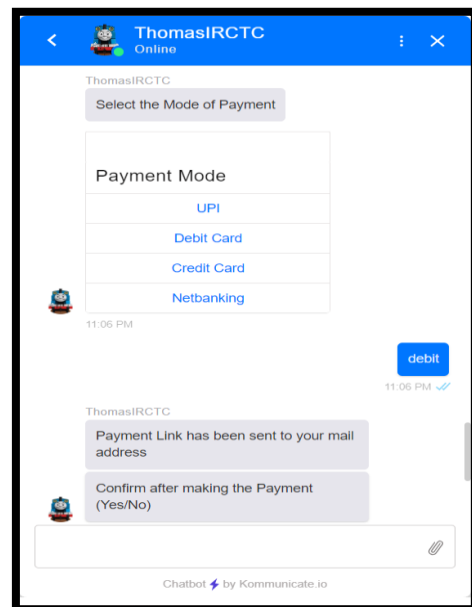 ThomasIRCTC
Online
ThomasIRCTC
Select the Mode of Payment
Payment Mode
UPI
Debit Card
Credit Card
Netbanking
11:06 PM
debit
11:06 PM
ThomasIRCTC
Payment Link has been sent to your mail
address
Confirm after making the Payment
(Yes/No)
Chatbot by Kommunicate.io